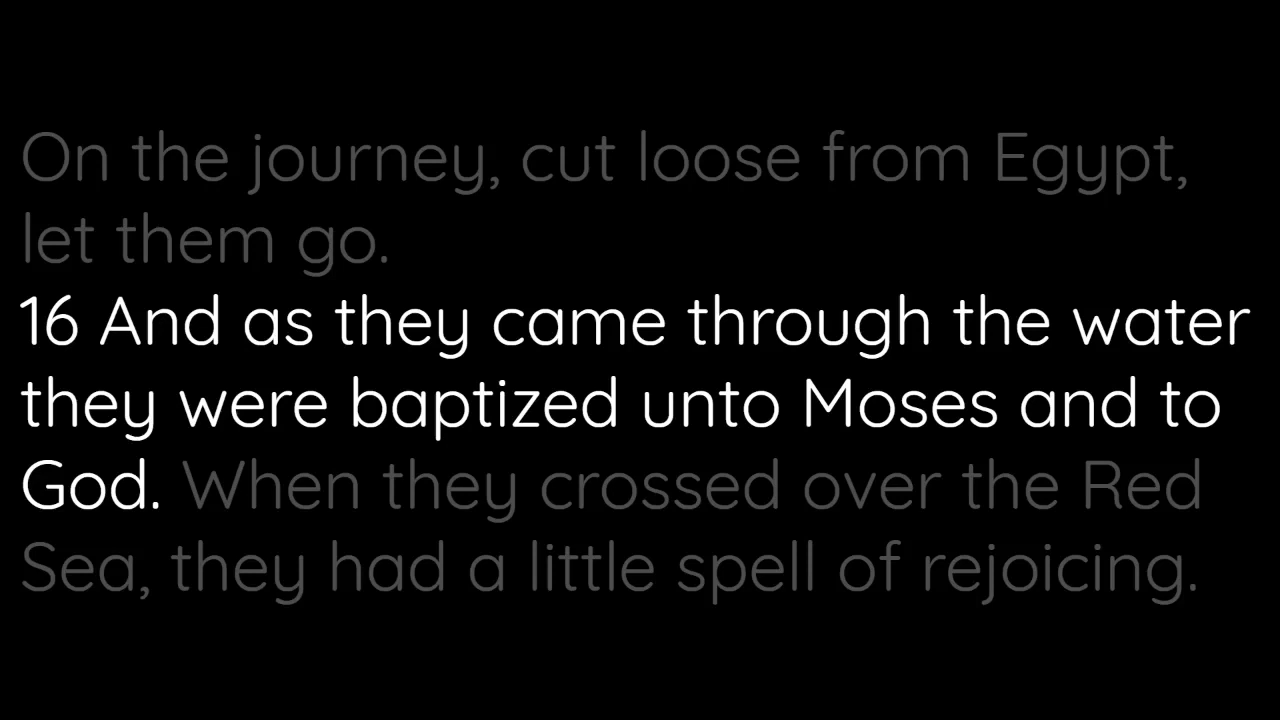 On the journey, cut loose from Egypt,
let them go.
16 And as they came through the water
they were baptized unto Moses and to
God. When they crossed over the Red
Sea, they had a little spell of rejoicing.